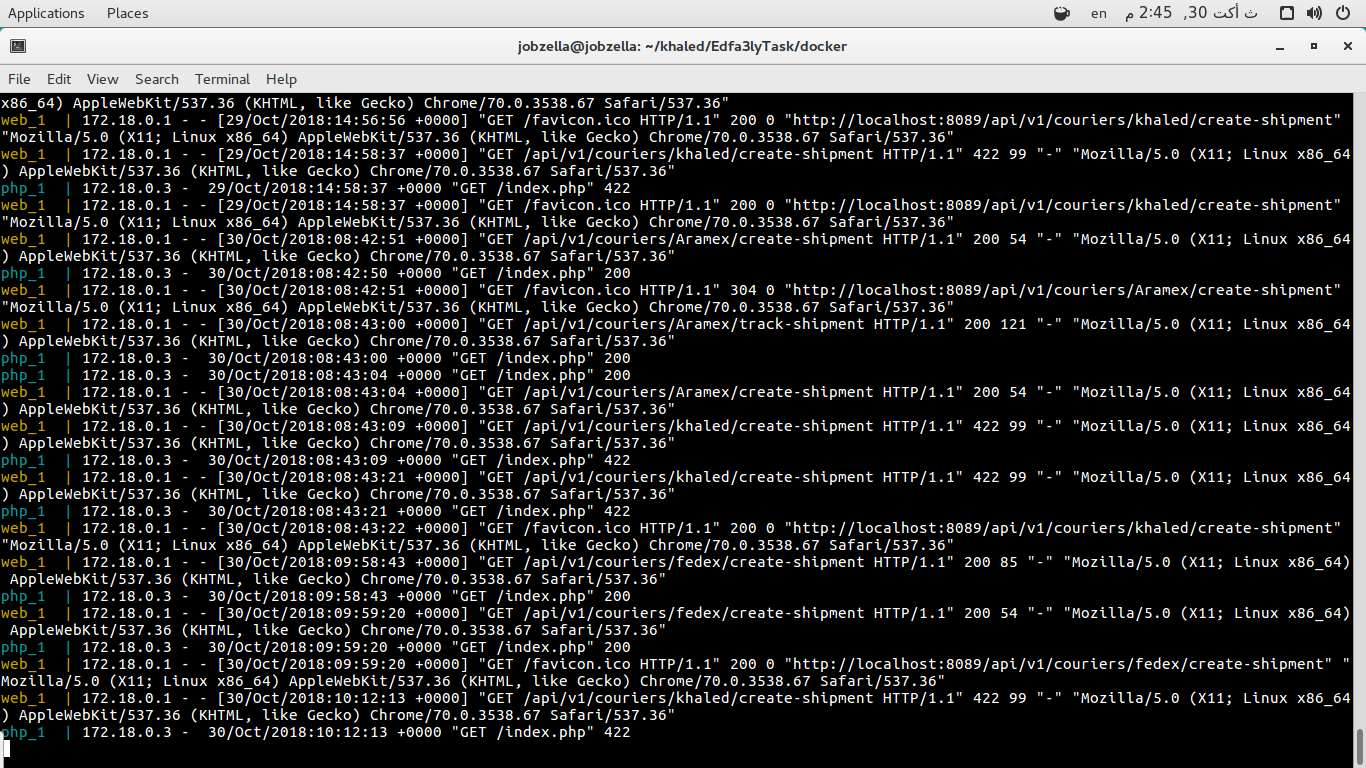 Applications Places en ث أكت 30, 2:45 م
jobzella@jobzella: ~/khaled/Edfa3lyTask/docker
File Edit View Search Terminal Help
x86_64) AppleWebKit/537.36 (KHTML, like Gecko) Chrome/70.0.3538.67 Safari/537.36"
web_1  | 172.18.0.1 - - [29/Oct/2018:14:56:56 +0000] "GET /favicon.ico HTTP/1.1" 200 0 "http://localhost:8089/api/v1/couriers/khaled/create-shipment"
"Mozilla/5.0 (X11; Linux x86_64) AppleWebKit/537.36 (KHTML, like Gecko) Chrome/70.0.3538.67 Safari/537.36"
web_1  | 172.18.0.1 - - [29/Oct/2018:14:58:37 +0000] "GET /api/v1/couriers/khaled/create-shipment HTTP/1.1" 422 99 "-" "Mozilla/5.0 (X11; Linux x86_64
) AppleWebKit/537.36 (KHTML, like Gecko) Chrome/70.0.3538.67 Safari/537.36"
php_1  | 172.18.0.3 -  29/Oct/2018:14:58:37 +0000 "GET /index.php" 422
web_1  | 172.18.0.1 - - [29/Oct/2018:14:58:37 +0000] "GET /favicon.ico HTTP/1.1" 200 0 "http://localhost:8089/api/v1/couriers/khaled/create-shipment"
"Mozilla/5.0 (X11; Linux x86_64) AppleWebKit/537.36 (KHTML, like Gecko) Chrome/70.0.3538.67 Safari/537.36"
web_1  | 172.18.0.1 - - [30/Oct/2018:08:42:51 +0000] "GET /api/v1/couriers/Aramex/create-shipment HTTP/1.1" 200 54 "-" "Mozilla/5.0 (X11; Linux x86_64
) AppleWebKit/537.36 (KHTML, like Gecko) Chrome/70.0.3538.67 Safari/537.36"
php_1  | 172.18.0.3 -  30/Oct/2018:08:42:50 +0000 "GET /index.php" 200
web_1  | 172.18.0.1 - - [30/Oct/2018:08:42:51 +0000] "GET /favicon.ico HTTP/1.1" 304 0 "http://localhost:8089/api/v1/couriers/Aramex/create-shipment"
"Mozilla/5.0 (X11; Linux x86_64) AppleWebKit/537.36 (KHTML, like Gecko) Chrome/70.0.3538.67 Safari/537.36"
web_1  | 172.18.0.1 - - [30/Oct/2018:08:43:00 +0000] "GET /api/v1/couriers/Aramex/track-shipment HTTP/1.1" 200 121 "-" "Mozilla/5.0 (X11; Linux x86_64
) AppleWebKit/537.36 (KHTML, like Gecko) Chrome/70.0.3538.67 Safari/537.36"
php_1  | 172.18.0.3 -  30/Oct/2018:08:43:00 +0000 "GET /index.php" 200
php_1  | 172.18.0.3 -  30/Oct/2018:08:43:04 +0000 "GET /index.php" 200
web_1  | 172.18.0.1 - - [30/Oct/2018:08:43:04 +0000] "GET /api/v1/couriers/Aramex/create-shipment HTTP/1.1" 200 54 "-" "Mozilla/5.0 (X11; Linux x86_64
) AppleWebKit/537.36 (KHTML, like Gecko) Chrome/70.0.3538.67 Safari/537.36"
web_1  | 172.18.0.1 - - [30/Oct/2018:08:43:09 +0000] "GET /api/v1/couriers/khaled/create-shipment HTTP/1.1" 422 99 "-" "Mozilla/5.0 (X11; Linux x86_64
) AppleWebKit/537.36 (KHTML, like Gecko) Chrome/70.0.3538.67 Safari/537.36"
php_1  | 172.18.0.3 -  30/Oct/2018:08:43:09 +0000 "GET /index.php" 422
web_1  | 172.18.0.1 - - [30/Oct/2018:08:43:21 +0000] "GET /api/v1/couriers/khaled/create-shipment HTTP/1.1" 422 99 "-" "Mozilla/5.0 (X11; Linux x86_64
) AppleWebKit/537.36 (KHTML, like Gecko) Chrome/70.0.3538.67 Safari/537.36"
php_1  | 172.18.0.3 -  30/Oct/2018:08:43:21 +0000 "GET /index.php" 422
web_1  | 172.18.0.1 - - [30/Oct/2018:08:43:22 +0000] "GET /favicon.ico HTTP/1.1" 200 0 "http://localhost:8089/api/v1/couriers/khaled/create-shipment"
"Mozilla/5.0 (X11; Linux x86_64) AppleWebKit/537.36 (KHTML, like Gecko) Chrome/70.0.3538.67 Safari/537.36"
web_1  | 172.18.0.1 - - [30/Oct/2018:09:58:43 +0000] "GET /api/v1/couriers/fedex/create-shipment HTTP/1.1" 200 85 "-" "Mozilla/5.0 (X11; Linux x86_64)
 AppleWebKit/537.36 (KHTML, like Gecko) Chrome/70.0.3538.67 Safari/537.36"
php_1  | 172.18.0.3 -  30/Oct/2018:09:58:43 +0000 "GET /index.php" 200
web_1  | 172.18.0.1 - - [30/Oct/2018:09:59:20 +0000] "GET /api/v1/couriers/fedex/create-shipment HTTP/1.1" 200 54 "-" "Mozilla/5.0 (X11; Linux x86_64)
 AppleWebKit/537.36 (KHTML, like Gecko) Chrome/70.0.3538.67 Safari/537.36"
php_1  | 172.18.0.3 -  30/Oct/2018:09:59:20 +0000 "GET /index.php" 200
web_1  | 172.18.0.1 - - [30/Oct/2018:09:59:20 +0000] "GET /favicon.ico HTTP/1.1" 200 0 "http://localhost:8089/api/v1/couriers/fedex/create-shipment" "
Mozilla/5.0 (X11; Linux x86_64) AppleWebKit/537.36 (KHTML, like Gecko) Chrome/70.0.3538.67 Safari/537.36"
web_1  | 172.18.0.1 - - [30/Oct/2018:10:12:13 +0000] "GET /api/v1/couriers/khaled/create-shipment HTTP/1.1" 422 99 "-" "Mozilla/5.0 (X11; Linux x86_64
) AppleWebKit/537.36 (KHTML, like Gecko) Chrome/70.0.3538.67 Safari/537.36"
php_1  | 172.18.0.3 -  30/Oct/2018:10:12:13 +0000 "GET /index.php" 422